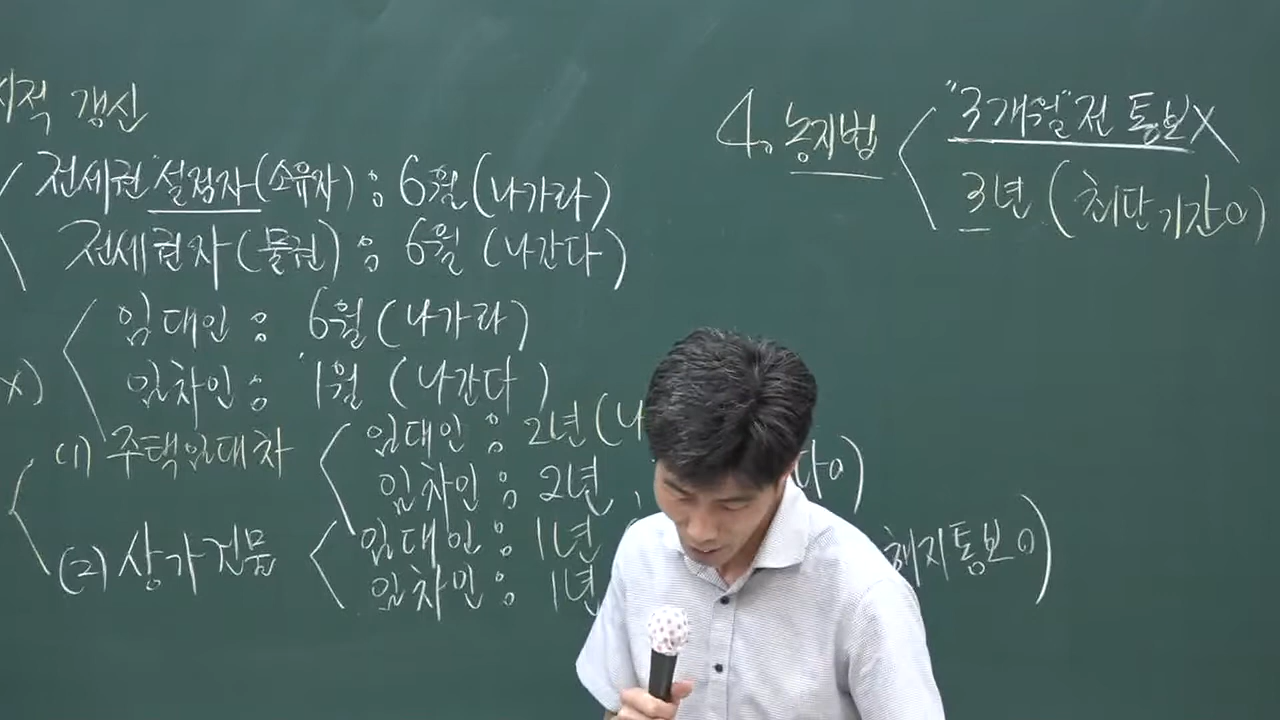 갱신
전세권 설정자(소유자) : 6월(나가라)
전세권자(물권) : 6월 (나간다)
임대인 : 6월(나가라)
x)
임차인 : 1월 (나간다)
(1) 주택임대차
임대인 : 2년(
임차인 : 2년,
(2) 상가건물
임대인 : 1년
임차인 : 1년
해지통보 0)
4. 농지법
"3개월"전 통보X
3년 (최단기간0)